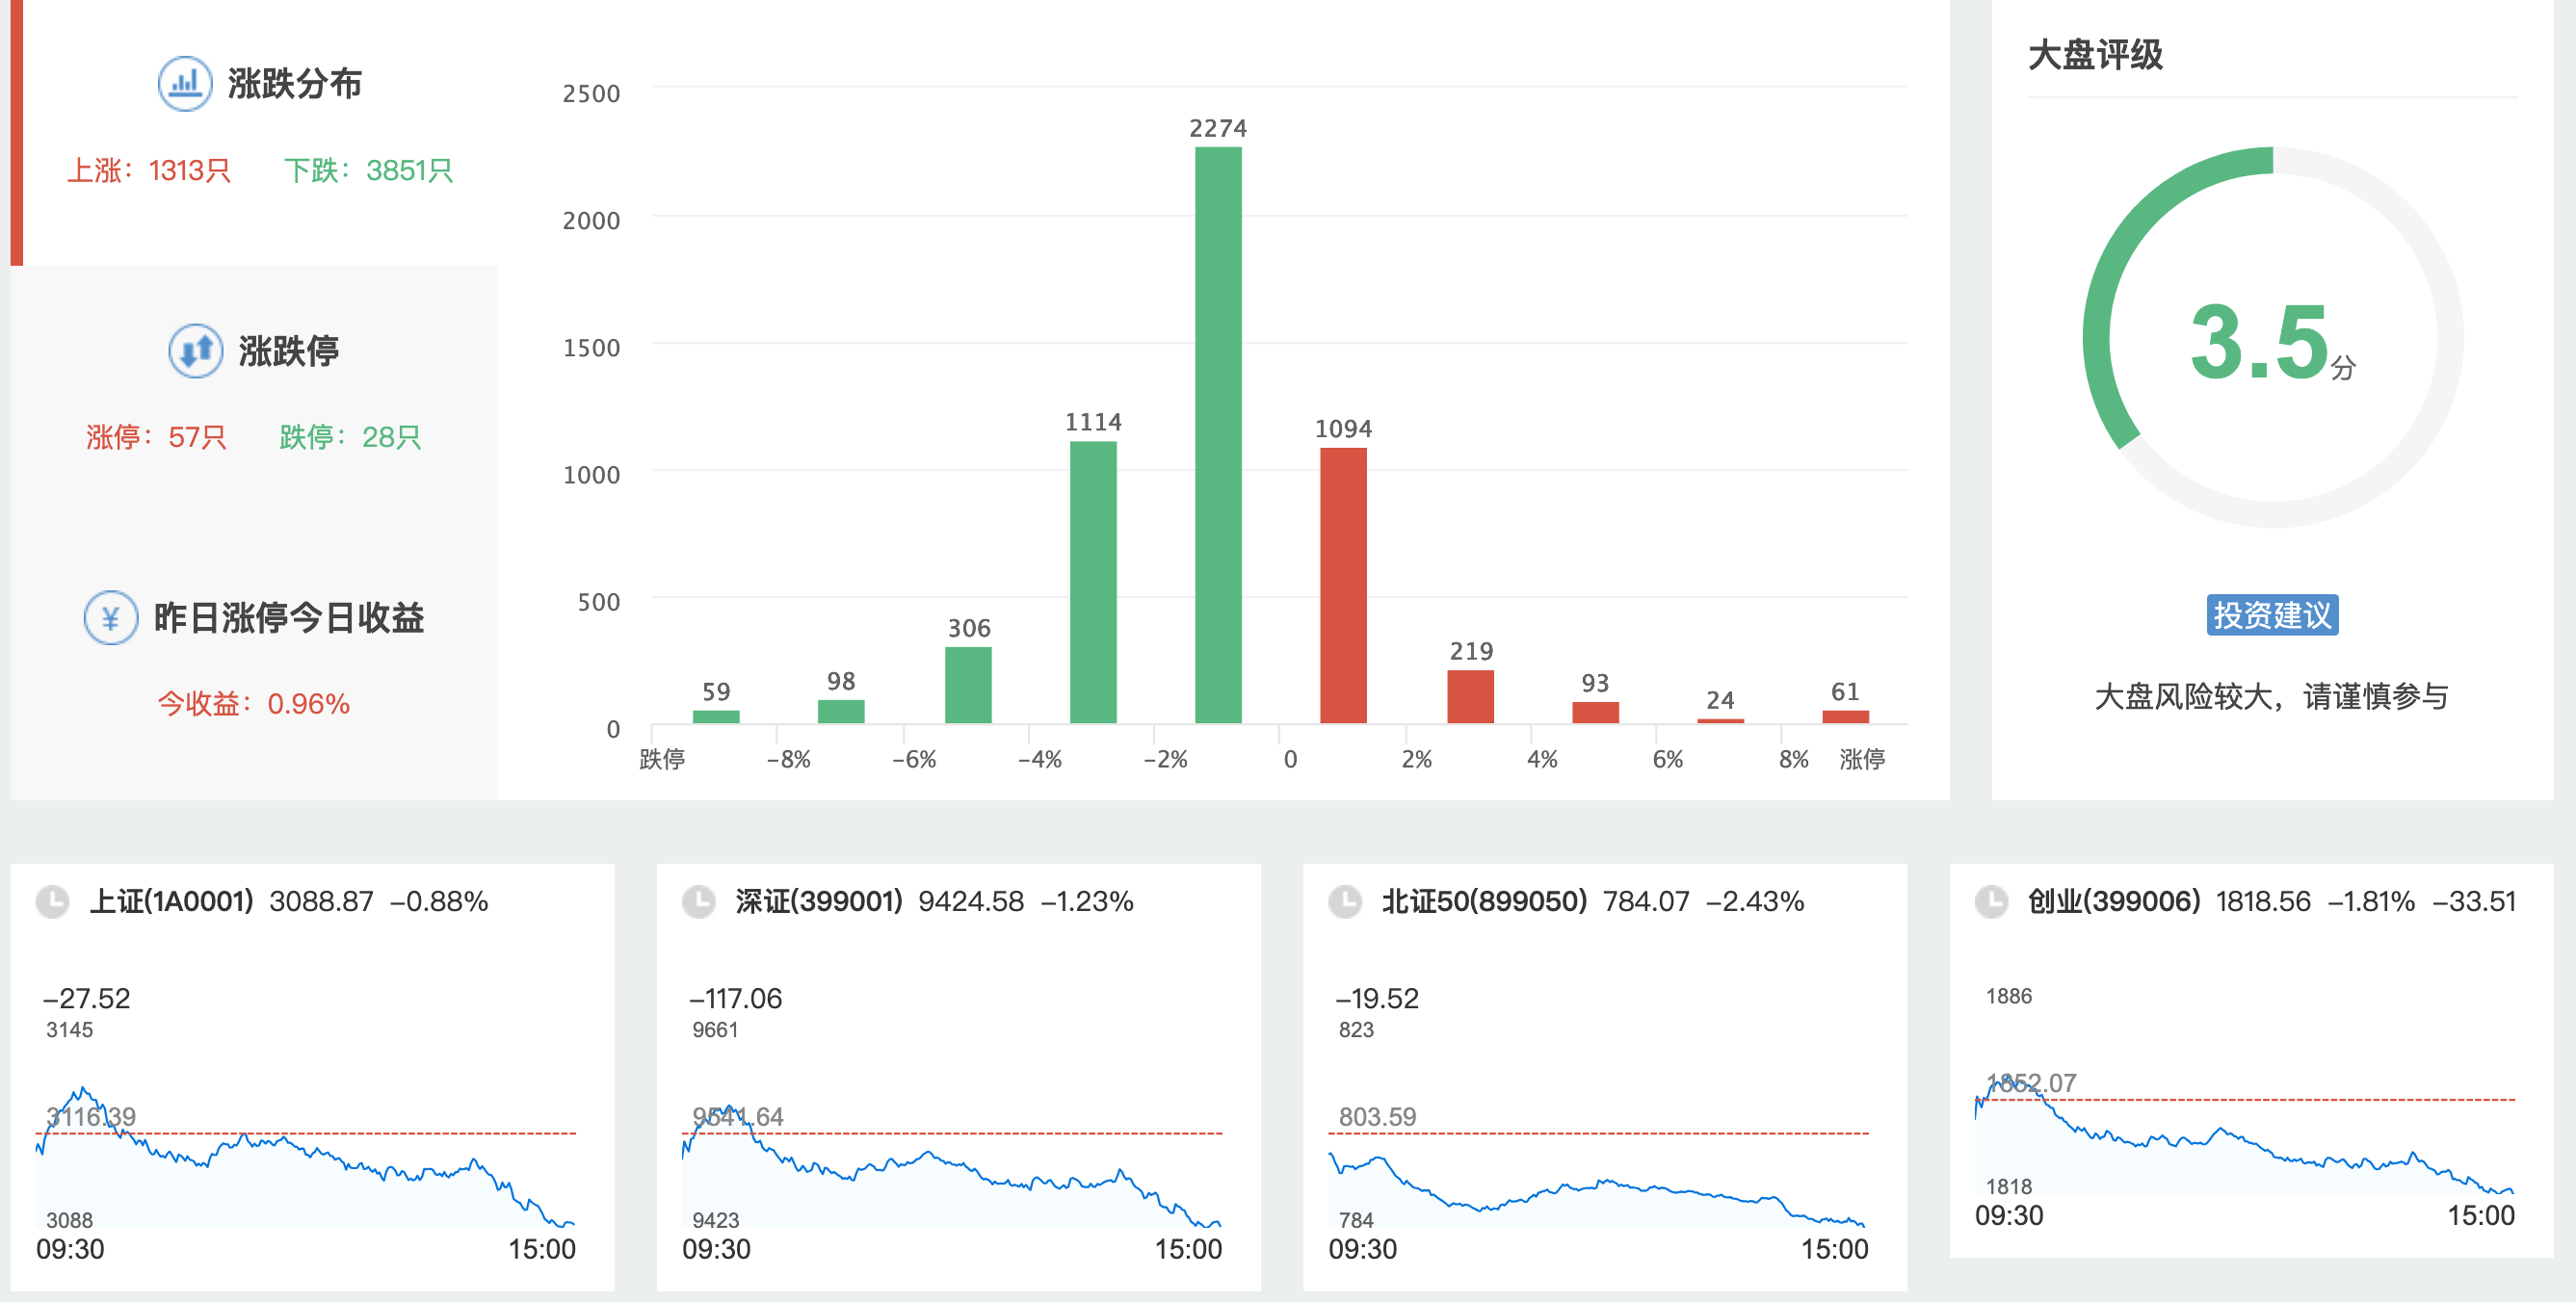 涨跌分布
上涨：1313只 下跌：3851只
涨跌停
涨停：57只 跌停：28只
昨日涨停今日收益
今收益：0.96%
2500
2000
1500
1000
500
0
59
98
306
1114
2274
1094
219
93
24
61
跌停 -8% -6% -4% -2% 0 2% 4% 6% 8% 涨停
大盘评级
3.5分
投资建议
大盘风险较大，请谨慎参与
上证(1A0001) 3088.87 -0.88%
-27.52
3145
3116.39
3088
09:30 15:00
深证(399001) 9424.58 -1.23%
-117.06
9661
9541.64
9423
09:30 15:00
北证50(899050) 784.07 -2.43%
-19.52
823
803.59
784
09:30 15:00
创业(399006) 1818.56 -1.81% -33.51
1886
1852.07
1818
09:30 15:00